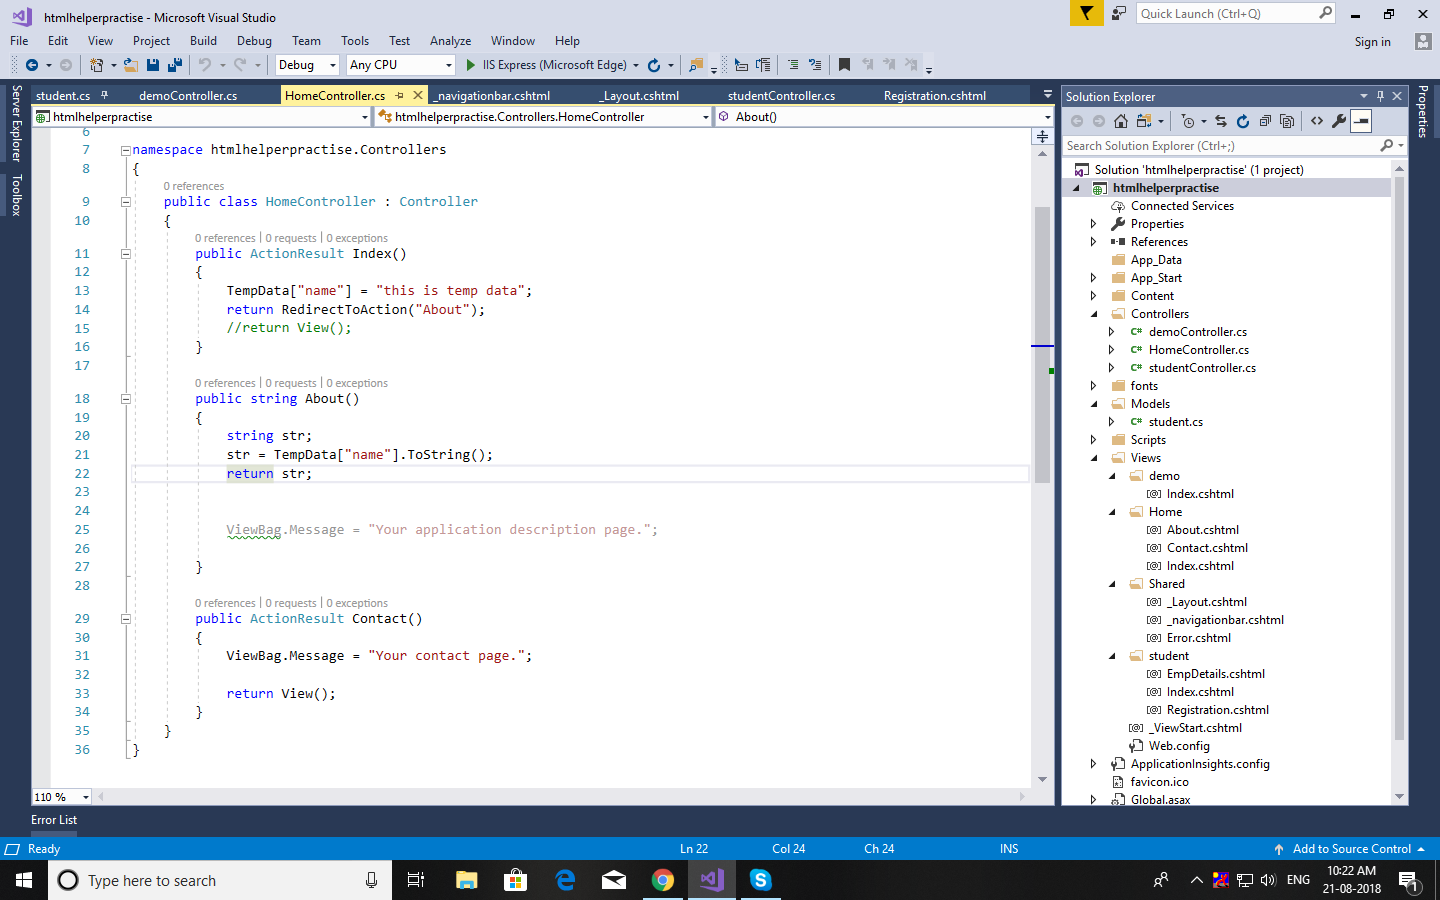 htmlhelperpractise - Microsoft Visual Studio
Quick Launch (Ctrl+Q)
File Edit View Project Build Debug Team Tools Test Analyze Window Help
Sign in
Debug Any CPU IIS Express (Microsoft Edge)
Server Explorer
Toolbox
student.cs demoController.cs HomeController.cs _navigationbar.cshtml _Layout.cshtml studentController.cs Registration.cshtml
htmlhelperpractise htmlhelperpractise.Controllers.HomeController About()
6
7 namespace htmlhelperpractise.Controllers
8 {
0 references
9 public class HomeController : Controller
10 {
0 references | 0 requests | 0 exceptions
11 public ActionResult Index()
12 {
13 TempData["name"] = "this is temp data";
14 return RedirectToAction("About");
15 //return View();
16 }
17
0 references | 0 requests | 0 exceptions
18 public string About()
19 {
20 string str;
21 str = TempData["name"].ToString();
22 return str;
23
24
25 ViewBag.Message = "Your application description page.";
26
27 }
28
0 references | 0 requests | 0 exceptions
29 public ActionResult Contact()
30 {
31 ViewBag.Message = "Your contact page.";
32
33 return View();
34 }
35 }
36 }
110 %
Solution Explorer
Search Solution Explorer (Ctrl+;)
Solution 'htmlhelperpractise' (1 project)
htmlhelperpractise
Connected Services
Properties
References
App_Data
App_Start
Content
Controllers
C# demoController.cs
C# HomeController.cs
C# studentController.cs
fonts
Models
C# student.cs
Scripts
Views
demo
[@] Index.cshtml
Home
[@] About.cshtml
[@] Contact.cshtml
[@] Index.cshtml
Shared
[@] _Layout.cshtml
[@] _navigationbar.cshtml
[@] Error.cshtml
student
[@] EmpDetails.cshtml
[@] Index.cshtml
[@] Registration.cshtml
[@] _ViewStart.cshtml
Web.config
ApplicationInsights.config
favicon.ico
Global.asax
Properties
Error List
Ready Ln 22 Col 24 Ch 24 INS Add to Source Control
Type here to search
ENG
10:22 AM
21-08-2018
1